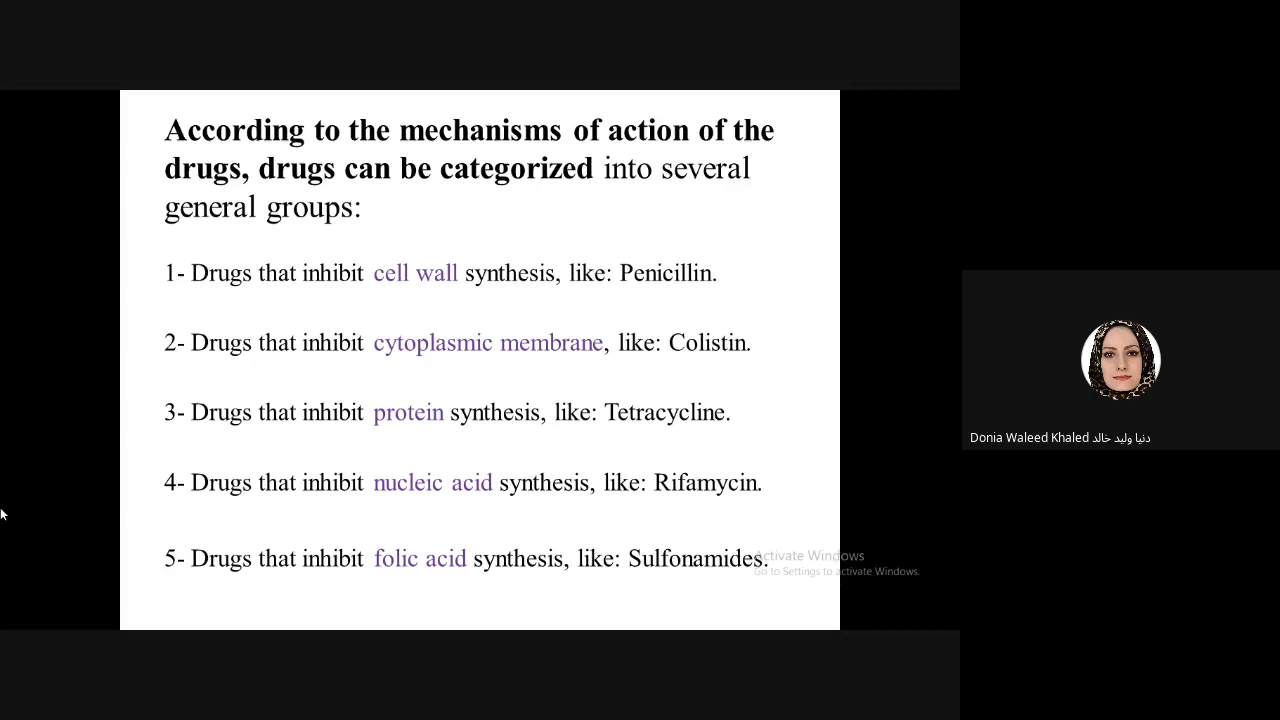 According to the mechanisms of action of the
drugs, drugs can be categorized into several
general groups:
1- Drugs that inhibit cell wall synthesis, like: Penicillin.
2- Drugs that inhibit cytoplasmic membrane, like: Colistin.
3- Drugs that inhibit protein synthesis, like: Tetracycline.
4- Drugs that inhibit nucleic acid synthesis, like: Rifamycin.
5- Drugs that inhibit folic acid synthesis, like: Sulfonamides.
Activate Windows
Go to Settings to activate Windows.
Donia Waleed Khaled دنيا وليد خالد